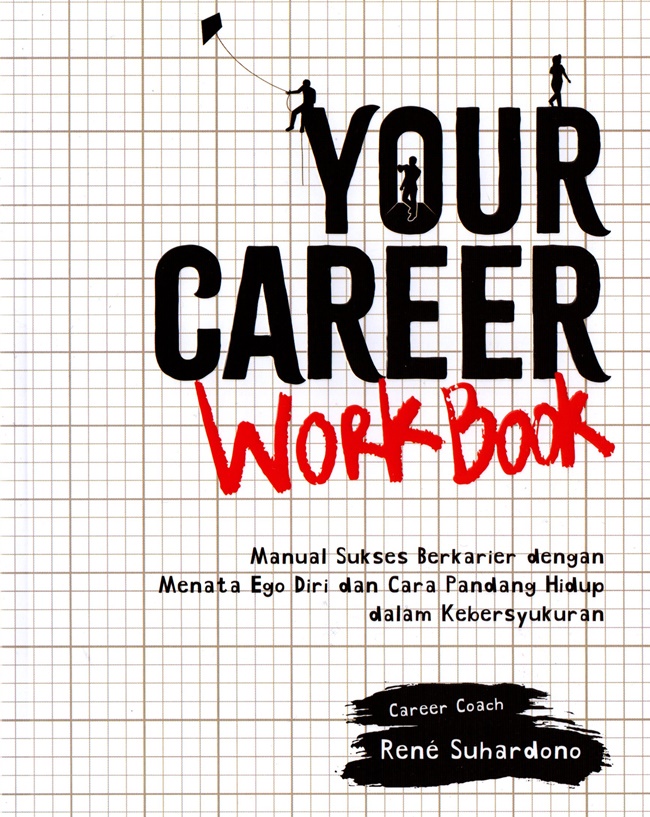 YOUR
CAREER
WORKBOOK
Manual Sukses Berkarier dengan
Menata Ego Diri dan Cara Pandang Hidup
dalam Kebersyukuran
Career Coach
René Suhardono